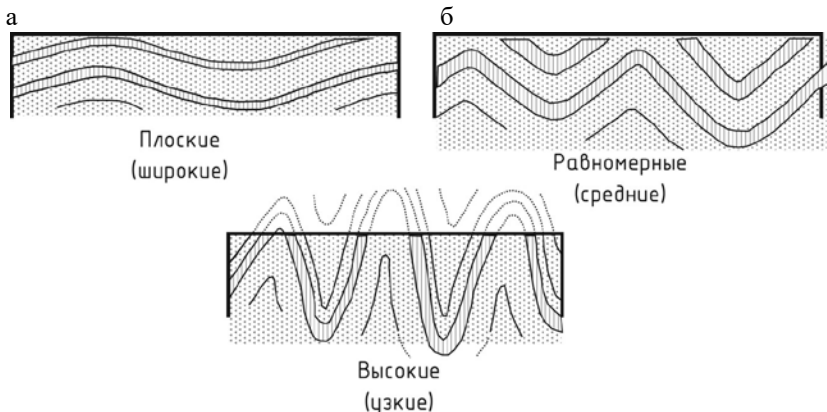 а
б
Плоские
(широкие)
Равномерные
(средние)
Высокие
(узкие)